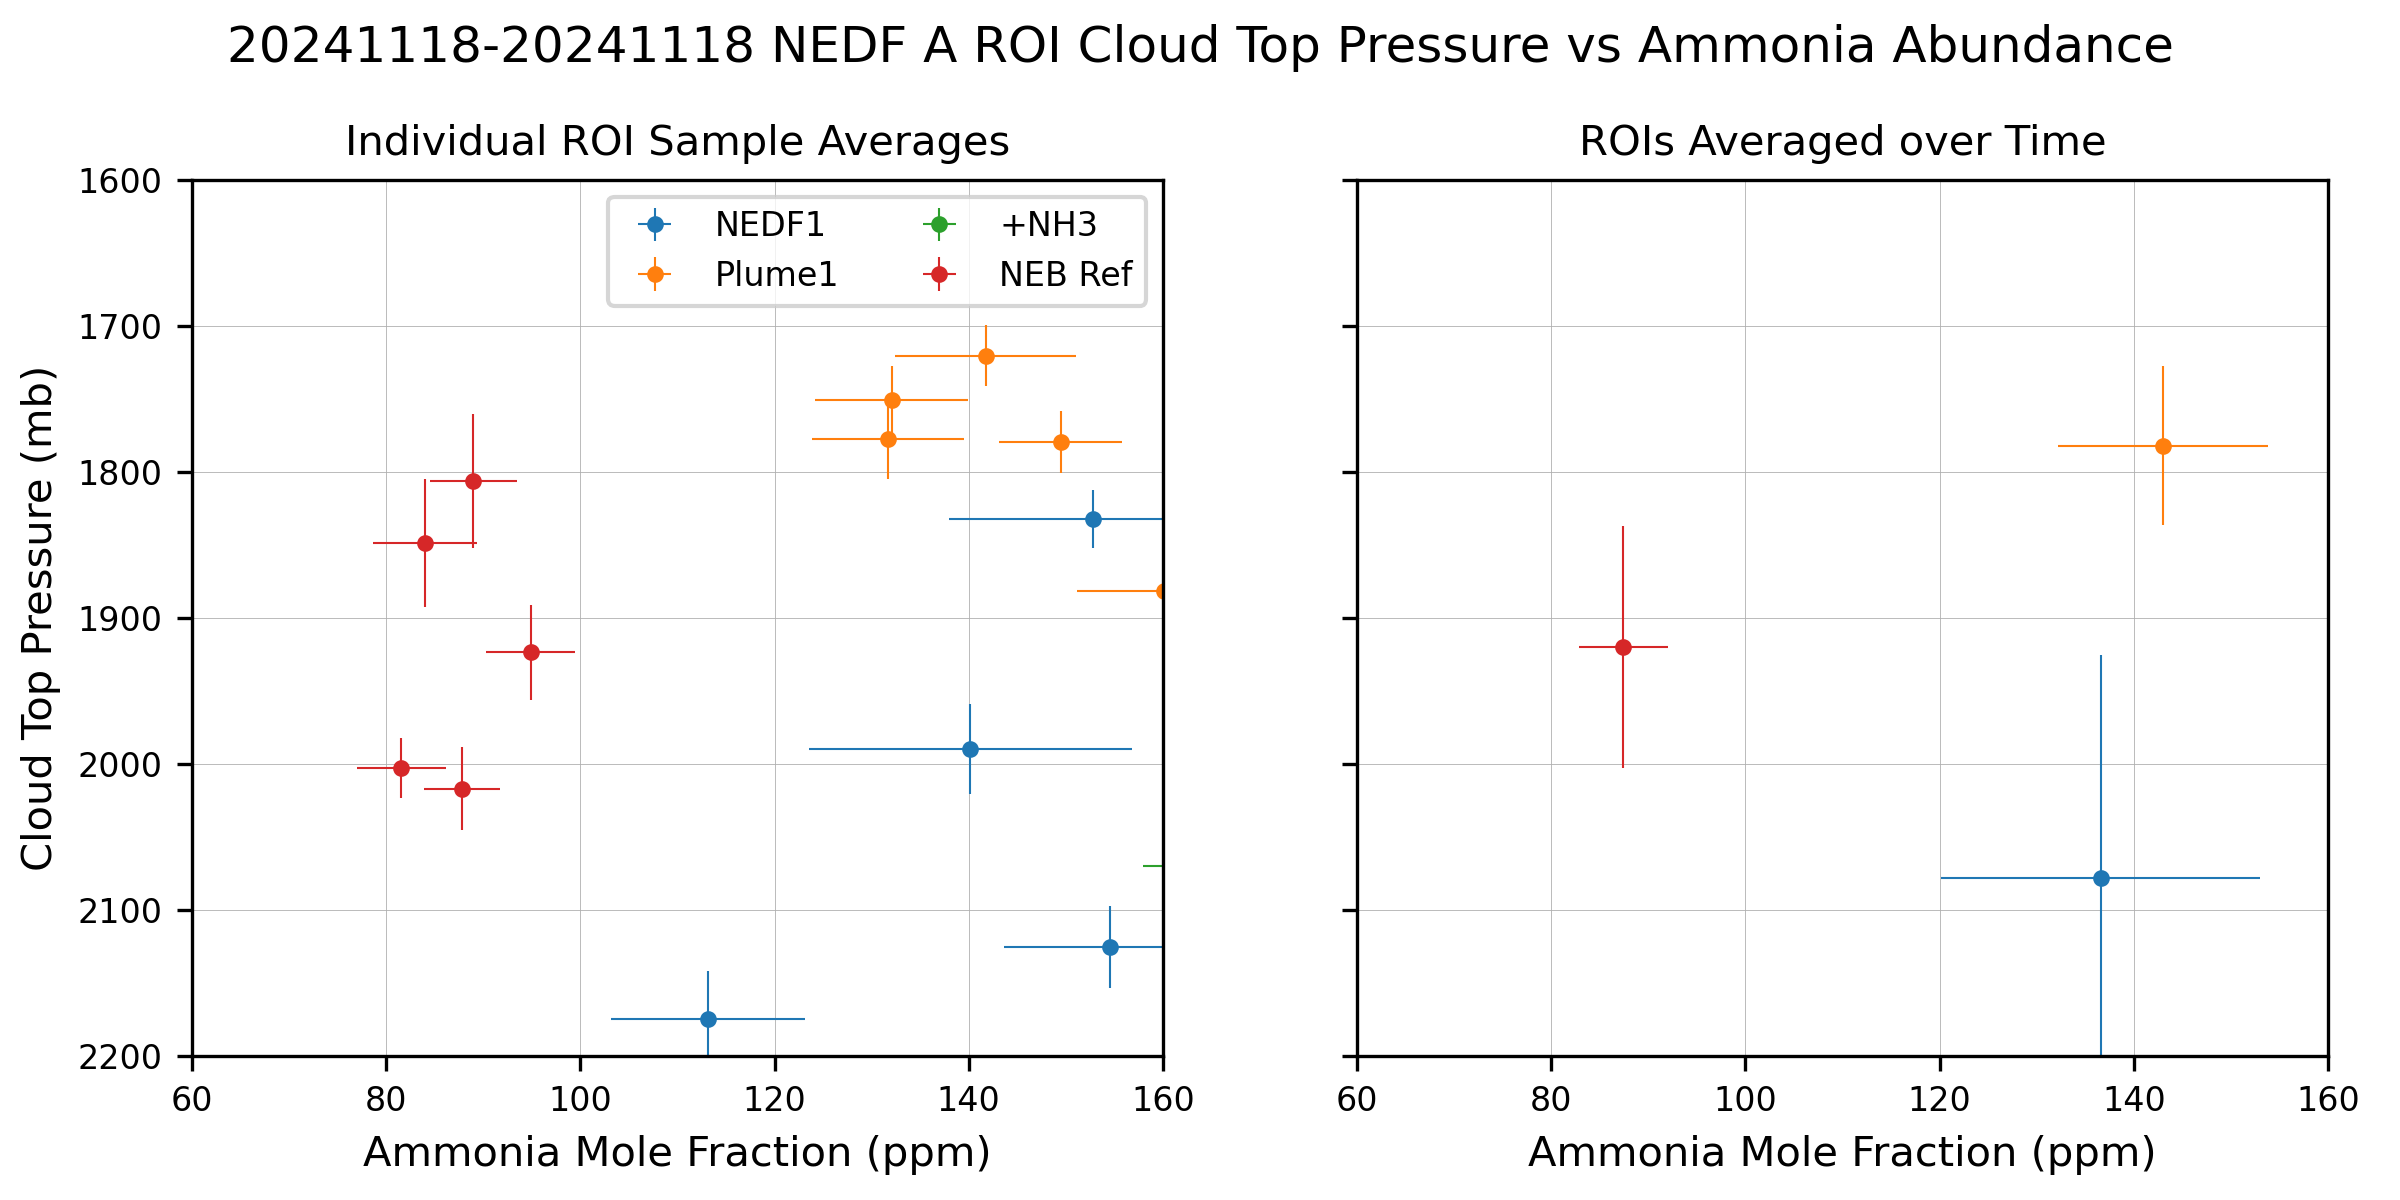 20241118-20241118 NEDF A ROI Cloud Top Pressure vs Ammonia Abundance
Individual ROI Sample Averages
ROIs Averaged over Time
NEDF1
Plume1
+NH3
NEB Ref
Cloud Top Pressure (mb)
1600
1700
1800
1900
2000
2100
2200
60 80 100 120 140 160
60 80 100 120 140 160
Ammonia Mole Fraction (ppm)
Ammonia Mole Fraction (ppm)